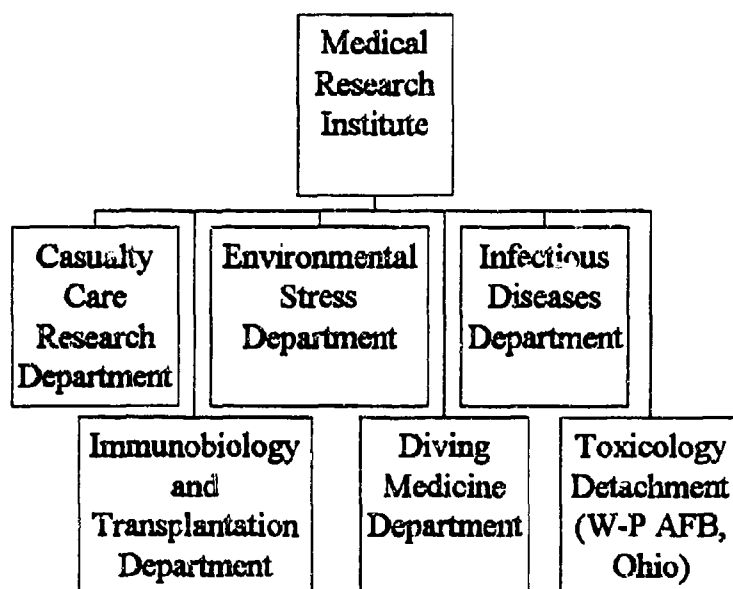 Medical
Research
Institute
Casualty
Care
Research
Department
Environmental
Stress
Department
Infectious
Diseases
Department
Immunobiology
and
Transplantation
Department
Diving
Medicine
Department
Toxicology
Detachment
(W-P AFB,
Ohio)